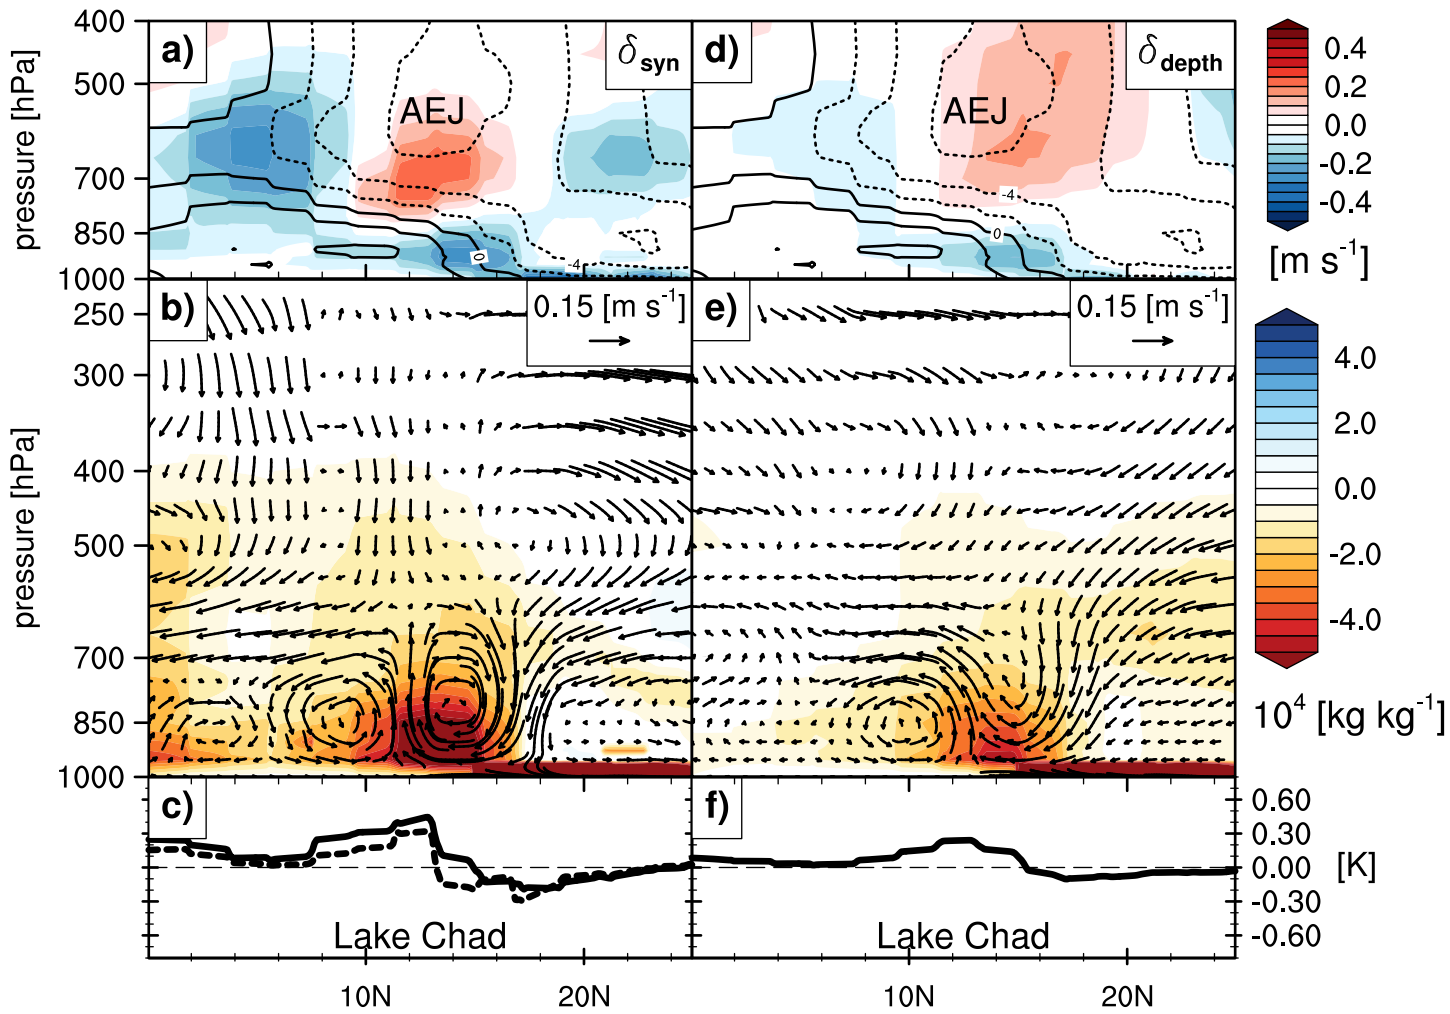 a)
δsyn
AEJ
0
-4
400
500
700
850
1000
pressure [hPa]
d)
δdepth
AEJ
-4
0
0.4
0.2
0.0
-0.2
-0.4
[m s-1]
b)
0.15 [m s-1]
250
300
400
500
700
850
1000
pressure [hPa]
e)
0.15 [m s-1]
4.0
2.0
0.0
-2.0
-4.0
10⁴ [kg kg-1]
c)
Lake Chad
10N
20N
f)
Lake Chad
10N
20N
0.60
0.30
0.00
-0.30
-0.60
[K]